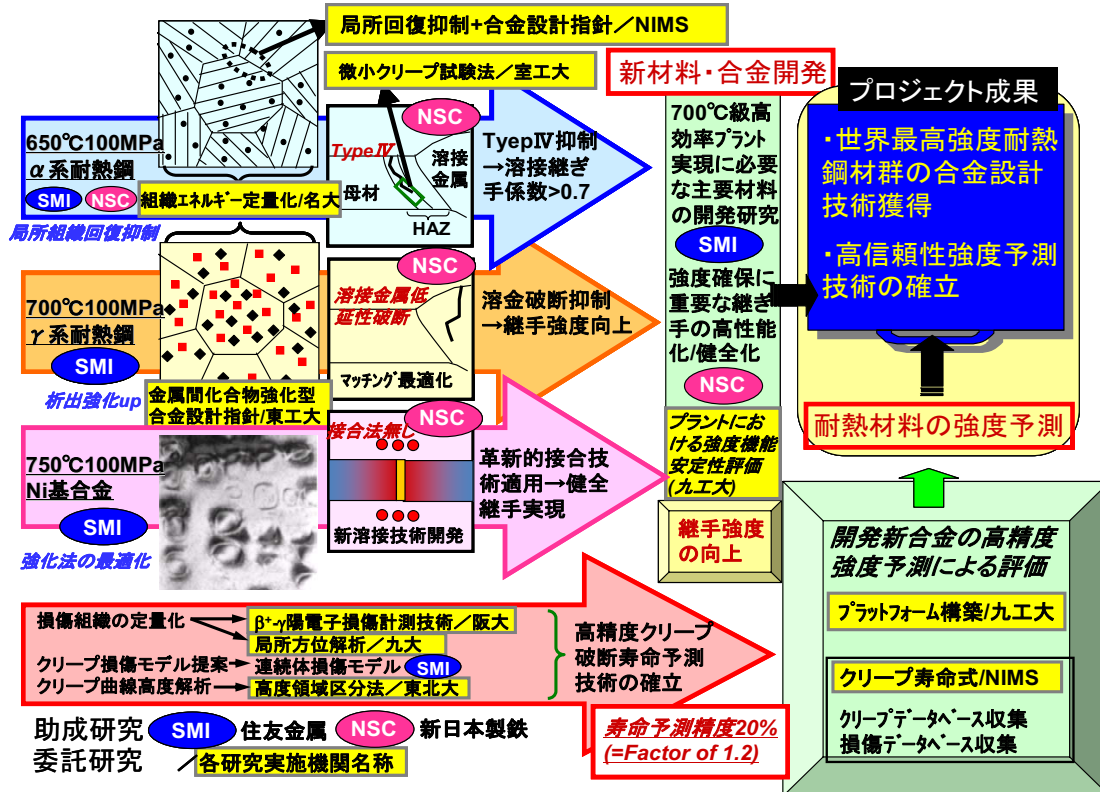 局所回復抑制+合金設計指針／NIMS
微小クリープ試験法／室工大
650℃100MPa
α系耐熱鋼
SMI
NSC
組織ｴﾈﾙｷﾞｰ定量化/名大
局所組織回復抑制
NSC
TypeⅣ
溶接
金属
母材
HAZ
TyepⅣ抑制
→溶接継ぎ
手係数>0.7
700℃100MPa
γ系耐熱鋼
SMI
析出強化up
金属間化合物強化型
合金設計指針/東工大
NSC
溶接金属低
延性破断
ﾏｯﾁﾝｸﾞ最適化
溶金破断抑制
→継手強度向上
750℃100MPa
Ni基合金
SMI
強化法の最適化
NSC
接合法無し
新溶接技術開発
革新的接合技
術適用→健全
継手実現
新材料・合金開発
700℃級高
効率プラント
実現に必要
な主要材料
の開発研究
SMI
強度確保に
重要な継ぎ
手の高性能
化/健全化
NSC
プラントにお
ける強度機能
安定性評価
(九工大)
継手強度
の向上
プロジェクト成果
・世界最高強度耐熱
鋼材群の合金設計
技術獲得
・高信頼性強度予測
技術の確立
耐熱材料の強度予測
開発新合金の高精度
強度予測による評価
ﾌﾟﾗｯﾄﾌｫｰﾑ構築/九工大
クリープ寿命式/NIMS
ｸﾘｰﾌﾟﾃﾞｰﾀﾍﾞｰｽ収集
損傷ﾃﾞｰﾀﾍﾞｰｽ収集
損傷組織の定量化
β⁺-γ陽電子損傷計測技術／阪大
局所方位解析／九大
クリープ損傷モデル提案
連続体損傷モデル
SMI
クリープ曲線高度解析
高度領域区分法／東北大
高精度クリープ
破断寿命予測
技術の確立
寿命予測精度20%
(=Factor of 1.2)
助成研究
SMI
住友金属
NSC
新日本製鉄
委託研究
／各研究実施機関名称